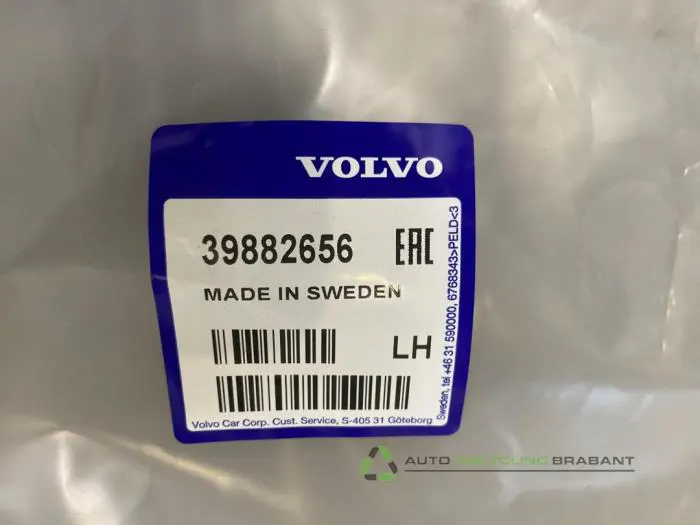 VOLVO
39882656 EAC
MADE IN SWEDEN
LH
Volvo Car Corp. Cust. Service, S-405 31 Göteborg
Sweden, tel +46 31 590000, 6768343>PELD<3
AUTO RECYCLING BRABANT